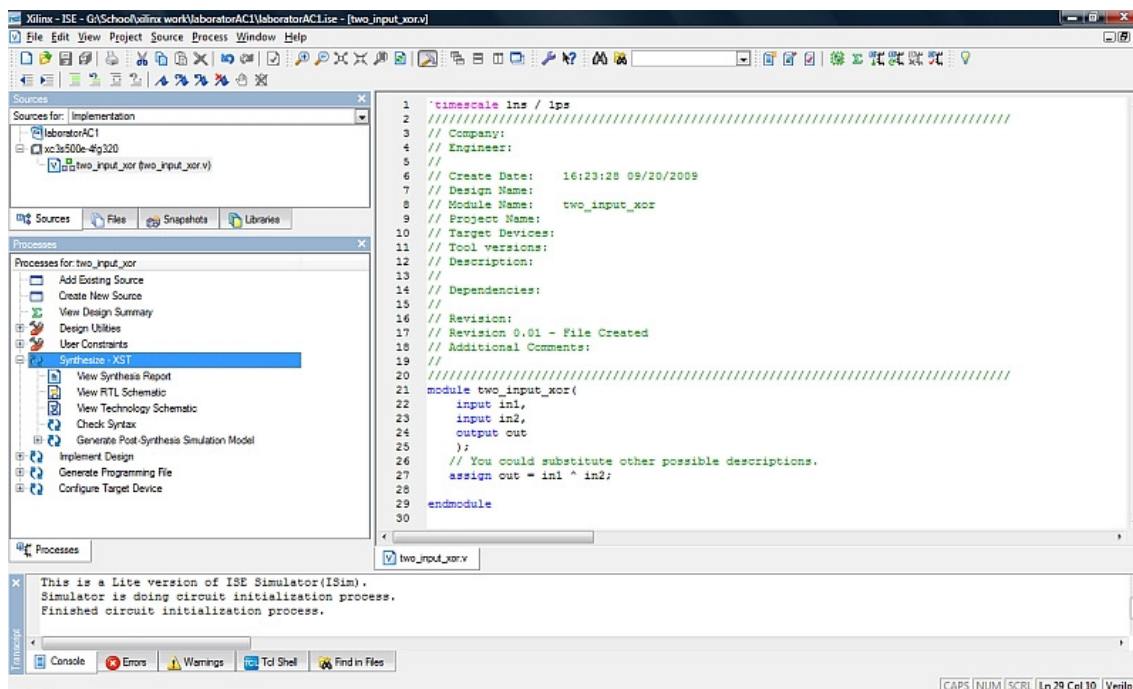 Xilinx - ISE - G:\School\xilinx work\laboratorAC1\laboratorAC1.ise - [two_input_xor.v]
File Edit View Project Source Process Window Help
Sources
Sources for: Implementation
laboratorAC1
xc3s500e-4fg320
two_input_xor (two_input_xor.v)
Sources Files Snapshots Libraries
Processes
Processes for: two_input_xor
Add Existing Source
Create New Source
View Design Summary
Design Utilities
User Constraints
Synthesize - XST
View Synthesis Report
View RTL Schematic
View Technology Schematic
Check Syntax
Generate Post-Synthesis Simulation Model
Implement Design
Generate Programming File
Configure Target Device
Processes
1 `timescale 1ns / 1ps
2 //////////////////////////////////////////////////////////////////////////////////
3 // Company:
4 // Engineer:
5 //
6 // Create Date:    16:23:28 09/20/2009
7 // Design Name:
8 // Module Name:    two_input_xor
9 // Project Name:
10 // Target Devices:
11 // Tool versions:
12 // Description:
13 //
14 // Dependencies:
15 //
16 // Revision:
17 // Revision 0.01 - File Created
18 // Additional Comments:
19 //
20 //////////////////////////////////////////////////////////////////////////////////
21 module two_input_xor(
22     input in1,
23     input in2,
24     output out
25     );
26    // You could substitute other possible descriptions.
27    assign out = in1 ^ in2;
28
29 endmodule
30
two_input_xor.v
This is a Lite version of ISE Simulator(ISim).
Simulator is doing circuit initialization process.
Finished circuit initialization process.
Transcript
Console Errors Warnings Tcl Shell Find in Files
CAPS NUM SCRL Ln 29 Col 10 Verilo